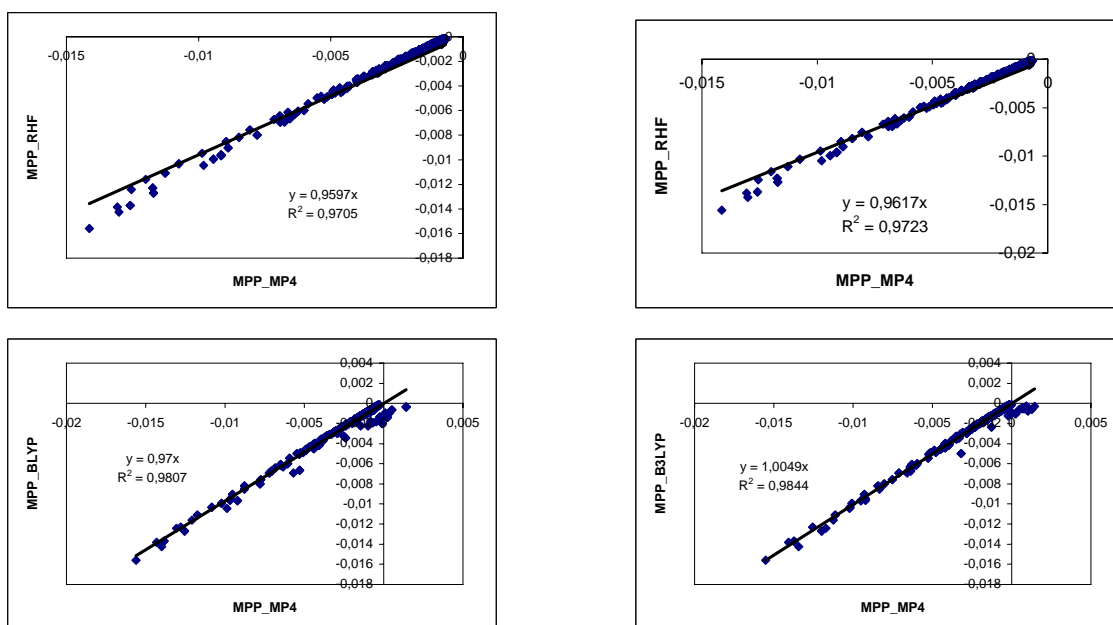 -0,015 -0,01 -0,005 0
0
-0,002
-0,004
-0,006
-0,008
-0,01
-0,012
-0,014
-0,016
-0,018
MPP_RHF
y = 0,9597x
R² = 0,9705
MPP_MP4
-0,015 -0,01 -0,005 0
0
-0,005
-0,01
-0,015
-0,02
MPP_RHF
y = 0,9617x
R² = 0,9723
MPP_MP4
0,004
0,002
0
-0,002
-0,004
-0,006
-0,008
-0,01
-0,012
-0,014
-0,016
-0,018
-0,02 -0,015 -0,01 -0,005 0 0,005
MPP_BLYP
y = 0,97x
R² = 0,9807
MPP_MP4
0,004
0,002
0
-0,002
-0,004
-0,006
-0,008
-0,01
-0,012
-0,014
-0,016
-0,018
-0,02 -0,015 -0,01 -0,005 0 0,005
MPP_B3LYP
y = 1,0049x
R² = 0,9844
MPP_MP4